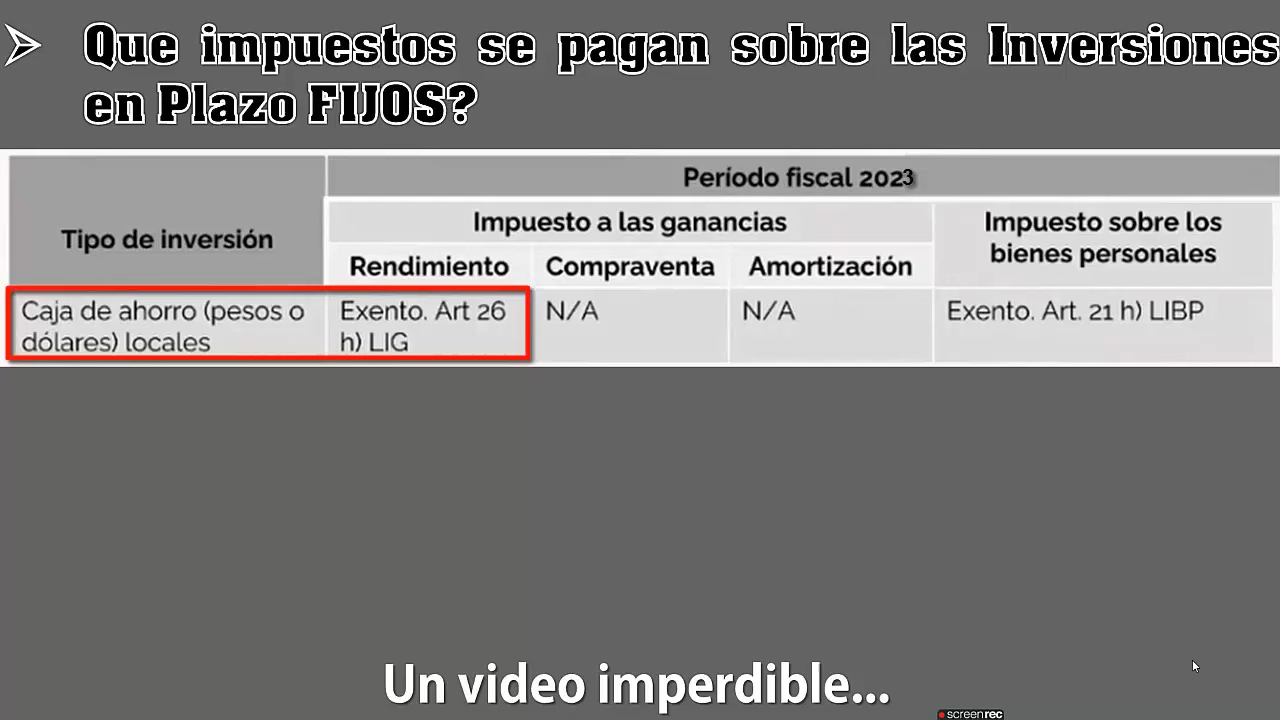 Que impuestos se pagan sobre las Inversiones
en Plazo FIJOS?
Período fiscal 2023
Tipo de inversión
Impuesto a las ganancias
Impuesto sobre los
bienes personales
Rendimiento
Compraventa
Amortización
Caja de ahorro (pesos o
dólares) locales
Exento. Art 26
h) LIG
N/A
N/A
Exento. Art. 21 h) LIBP
Un video imperdible...
screenrec